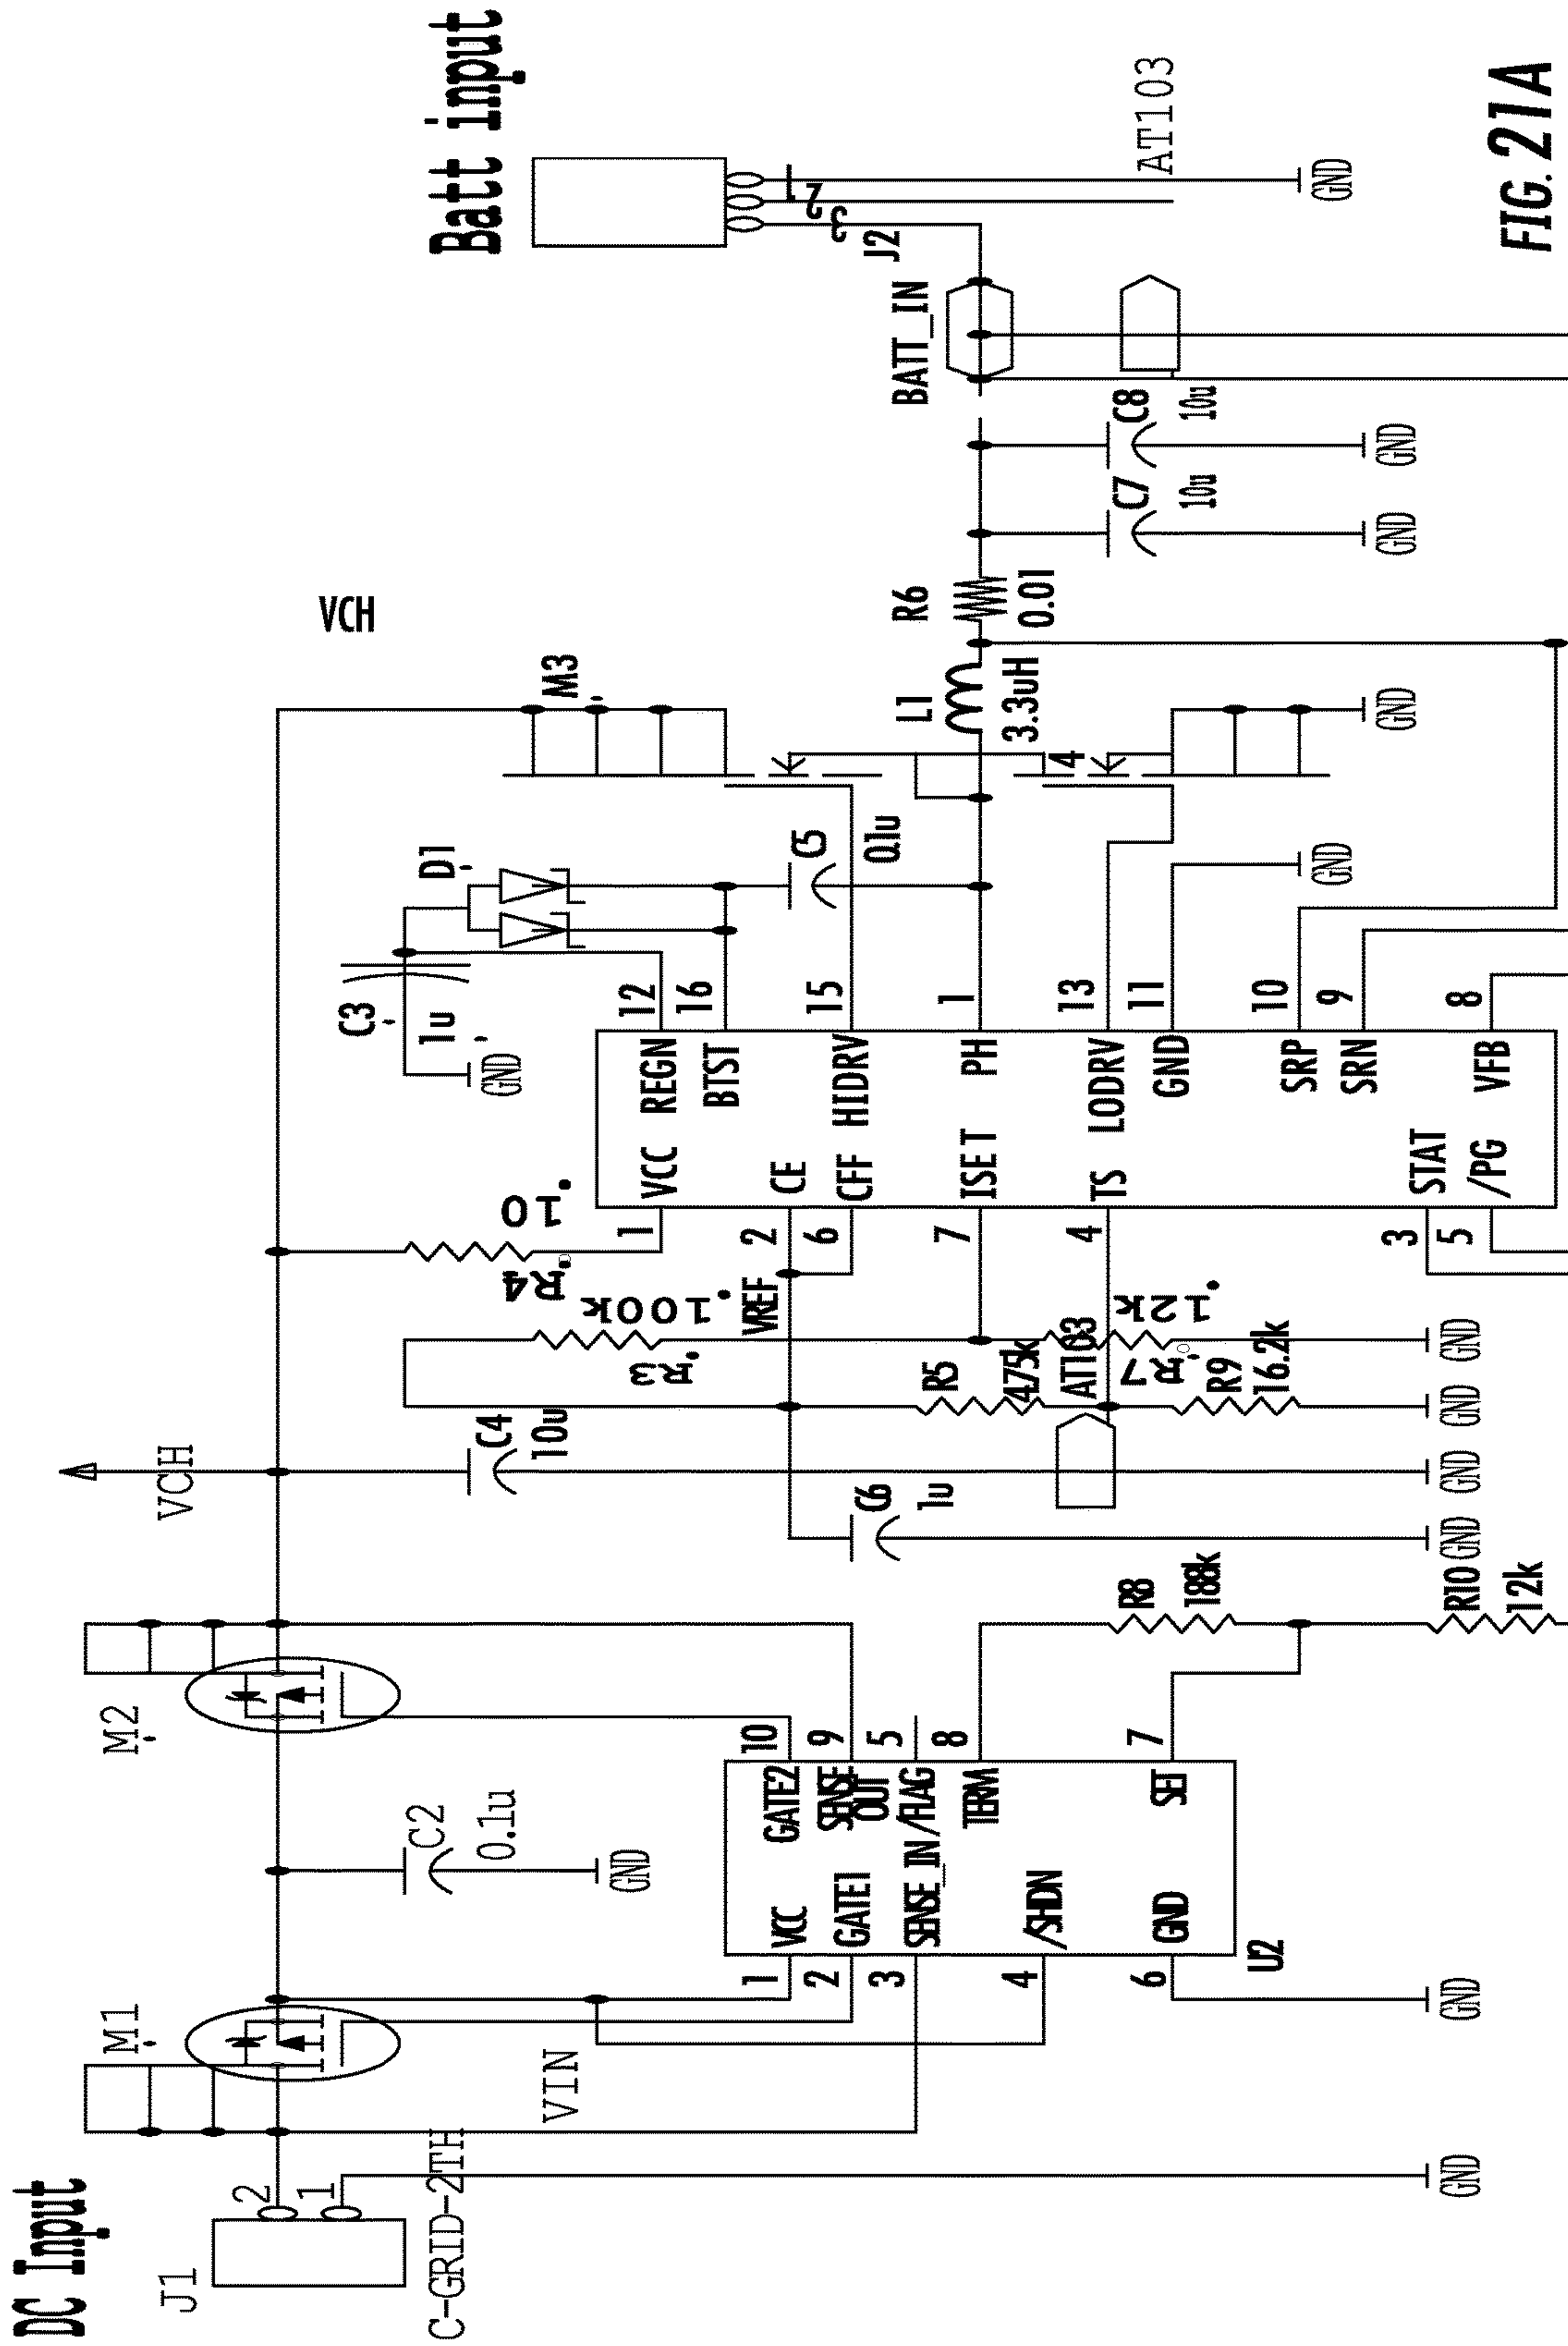 DC Input
Batt input
J1
2
1
C-GRID-2TH
GND
M1
VIN
M2
C2
0.1u
GND
VCH
VCH
1
VCC
2
GATE1
3
SENSE_IN
4
/SHDN
6
GND
GND
U2
10
GATE2
9
SENSE
OUT
5
/FLAG
8
TERM
7
SET
R8
188k
R10
12k
C6
1u
GND
C4
10u
GND
R5
475k
AT103
R9
16.2k
GND
R3
100k
VREF
R7
12k
GND
R4
10
1
VCC
2
CE
6
CFF
7
ISET
4
TS
3
STAT
5
/PG
12
REGN
16
BTST
15
HIDRV
1
PH
13
LODRV
11
GND
10
SRP
9
SRN
8
VFB
C3
1u
GND
D1
C5
0.1u
GND
M3
4
GND
L1
3.3uH
R6
0.01
C7
10u
GND
C8
10u
GND
BATT_IN
J2
3
2
1
AT103
GND
FIG. 21A